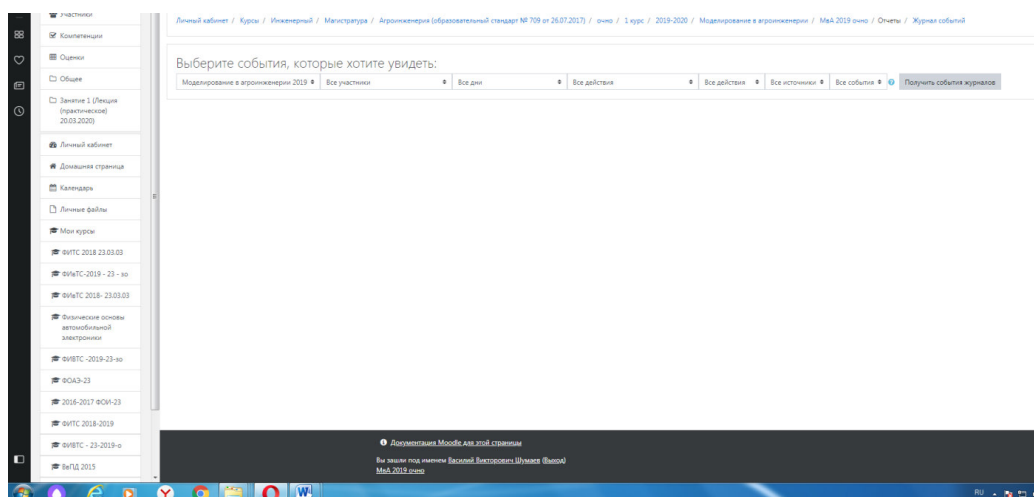 Участники
Личный кабинет / Курсы / Инженерный / Магистратура / Агроинженерия (образовательный стандарт № 709 от 26.07.2017) / очно / 1 курс / 2019-2020 / Моделирование в агроинженерии / МвА 2019 очно / Отчеты / Журнал событий
Компетенции
Оценки
Общее
Занятие 1 (Лекция
(практическое)
20.03.2020)
Выберите события, которые хотите увидеть:
Моделирование в агроинженерии 2019 Все участники Все дни Все действия Все действия Все источники Все события Получить события журналов
Личный кабинет
Домашняя страница
Календарь
Личные файлы
Мои курсы
ФИТС 2018 23.03.03
ФИвТС-2019 - 23 - зо
ФИвТС 2018- 23.03.03
Физические основы
автомобильной
электроники
ФИВТС -2019-23-зо
ФОАЭ-23
2016-2017 ФОИ-23
ФИТС 2018-2019
ФИВТС - 23-2019-о
ВвПД 2015
Документация Moodle для этой страницы
Вы зашли под именем Василий Викторович Шумаев (Выход)
МвА 2019 очно
RU